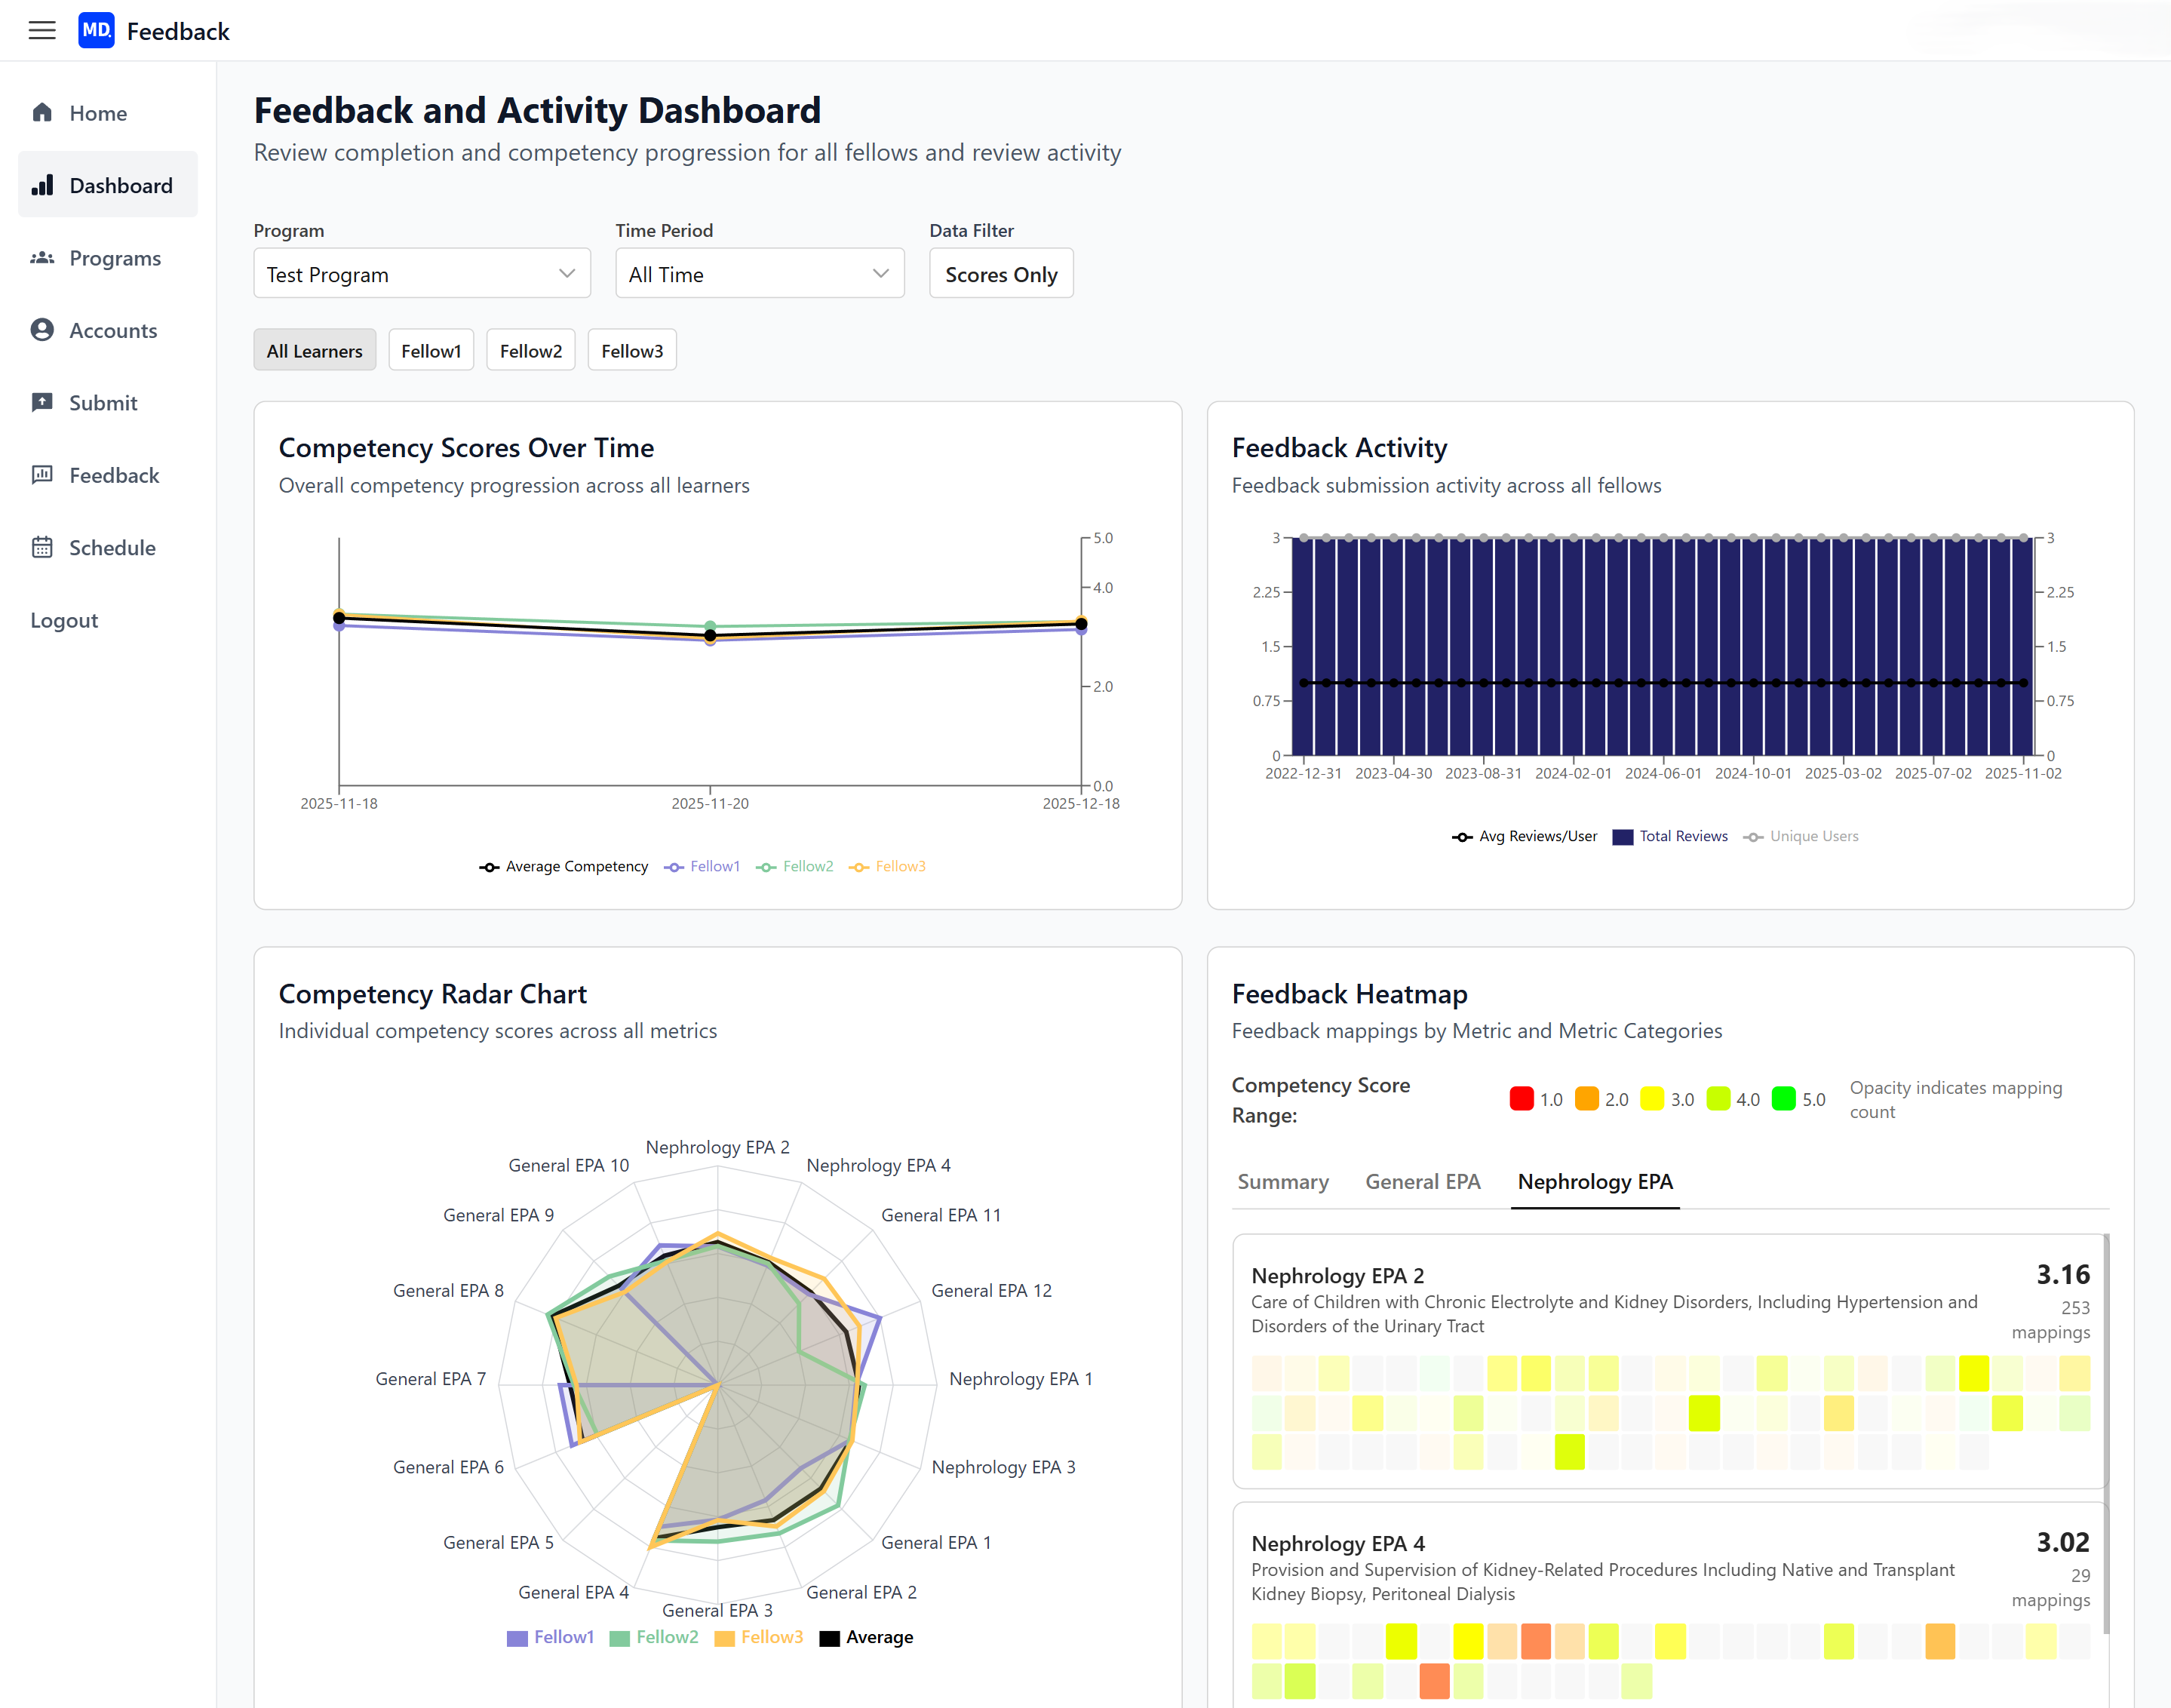 MD.
Feedback
Home
Dashboard
Programs
Accounts
Submit
Feedback
Schedule
Logout
Feedback and Activity Dashboard
Review completion and competency progression for all fellows and review activity
Program
Time Period
Data Filter
Test Program
All Time
Scores Only
All Learners
Fellow1
Fellow2
Fellow3
Competency Scores Over Time
Overall competency progression across all learners
5.0
4.0
2.0
0.0
2025-11-18
2025-11-20
2025-12-18
Average Competency
Fellow1
Fellow2
Fellow3
Feedback Activity
Feedback submission activity across all fellows
3
2.25
1.5
0.75
0
3
2.25
1.5
0.75
0
2022-12-31
2023-04-30
2023-08-31
2024-02-01
2024-06-01
2024-10-01
2025-03-02
2025-07-02
2025-11-02
Avg Reviews/User
Total Reviews
Unique Users
Competency Radar Chart
Individual competency scores across all metrics
Nephrology EPA 2
Nephrology EPA 4
General EPA 11
General EPA 12
Nephrology EPA 1
Nephrology EPA 3
General EPA 1
General EPA 2
General EPA 3
General EPA 4
General EPA 5
General EPA 6
General EPA 7
General EPA 8
General EPA 9
General EPA 10
Fellow1
Fellow2
Fellow3
Average
Feedback Heatmap
Feedback mappings by Metric and Metric Categories
Competency Score
Range:
1.0
2.0
3.0
4.0
5.0
Opacity indicates mapping
count
Summary
General EPA
Nephrology EPA
Nephrology EPA 2
Care of Children with Chronic Electrolyte and Kidney Disorders, Including Hypertension and
Disorders of the Urinary Tract
3.16
253
mappings
Nephrology EPA 4
Provision and Supervision of Kidney-Related Procedures Including Native and Transplant
Kidney Biopsy, Peritoneal Dialysis
3.02
29
mappings